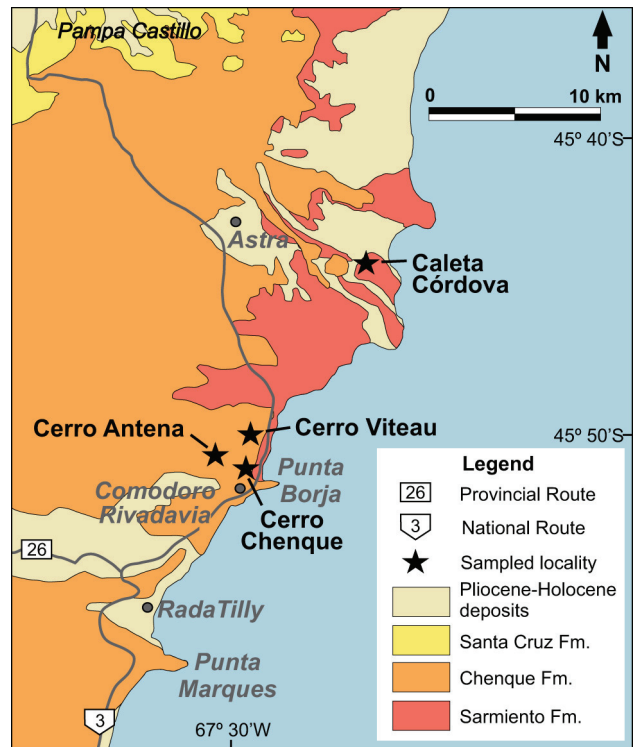 Pampa Castillo
N
0 10 km
45º 40'S
Astra
Caleta
Córdova
Cerro Antena
Cerro Viteau
45º 50'S
Comodoro
Rivadavia
Punta
Borja
Cerro
Chenque
26
RadaTilly
Punta
Marques
3
67º 30'W
Legend
26 Provincial Route
3 National Route
Sampled locality
Pliocene-Holocene
deposits
Santa Cruz Fm.
Chenque Fm.
Sarmiento Fm.